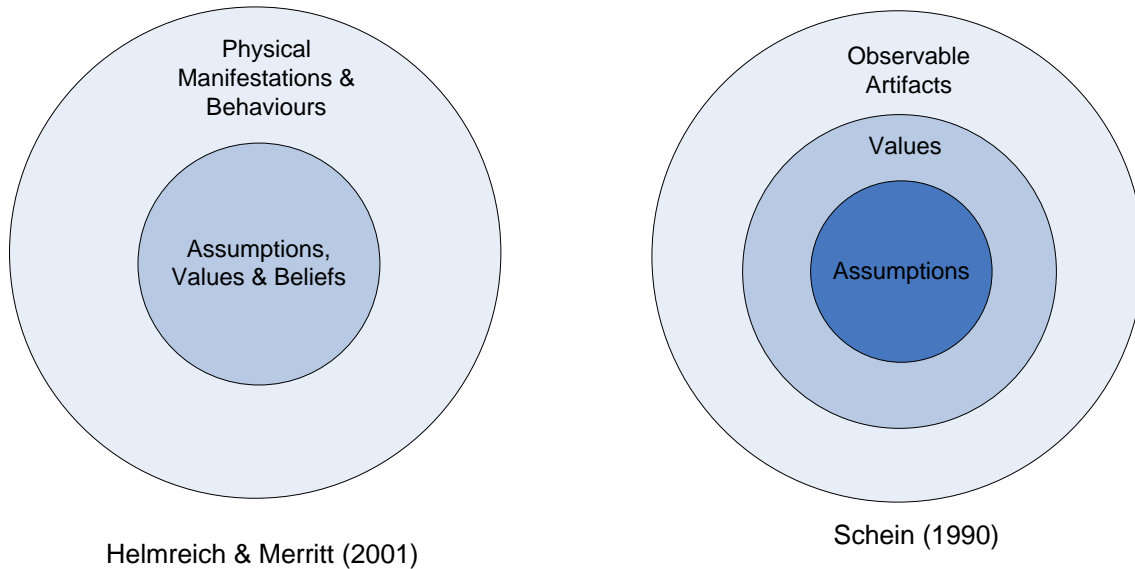 Physical
Manifestations &
Behaviours
Assumptions,
Values & Beliefs
Helmreich & Merritt (2001)
Observable
Artifacts
Values
Assumptions
Schein (1990)